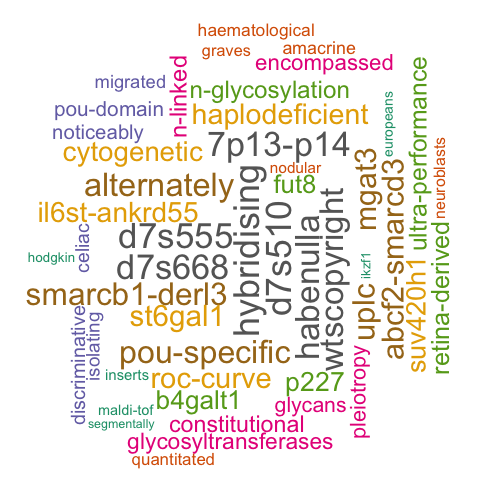 haematological
graves
amacrine
encompassed
migrated
n-linked
n-glycosylation
pou-domain
haplodeficient
noticeably
7p13-p14
cytogenetic
europeans
ultra-performance
neuroblasts
nodular
alternately
fut8
mgat3
il6st-ankrd55
hybridising
d7s510
habenulla
wtscopyright
abcf2-smarcd3
d7s555
celiac
hodgkin
d7s668
ikzf1
uplc
suv420h1
retina-derived
smarcb1-derl3
st6gal1
discriminative
isolating
pou-specific
pleiotropy
inserts
roc-curve
p227
b4galt1
glycans
maldi-tof
segmentally
constitutional
glycosyltransferases
quantitated